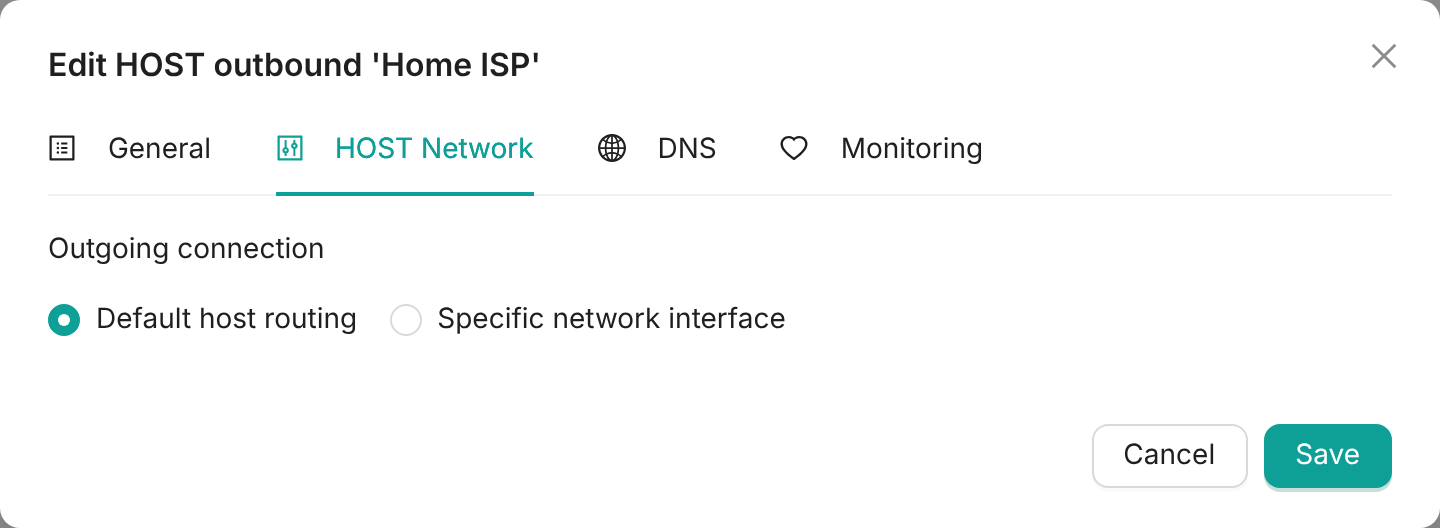 Edit HOST outbound 'Home ISP'
General HOST Network DNS Monitoring
Outgoing connection
Default host routing Specific network interface
Cancel Save